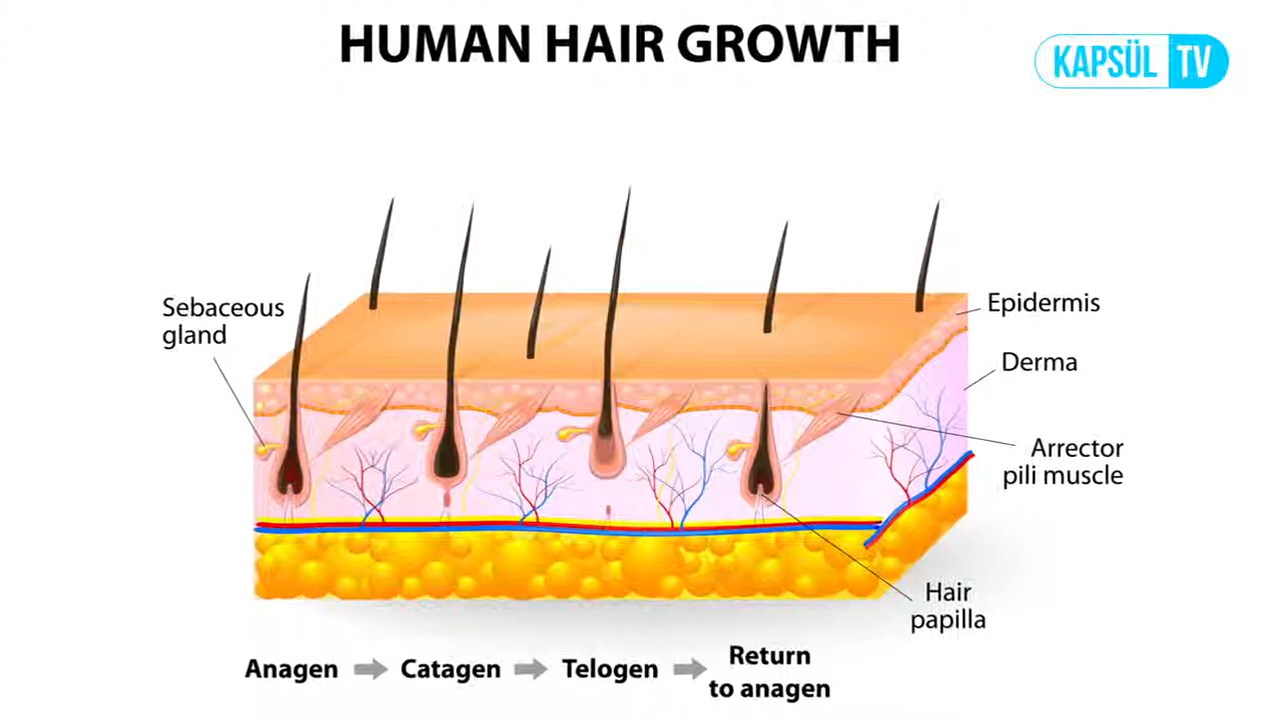 HUMAN HAIR GROWTH
KAPSÜL TV
Sebaceous
gland
Epidermis
Derma
Arrector
pili muscle
Hair
papilla
Anagen
Catagen
Telogen
Return
to anagen